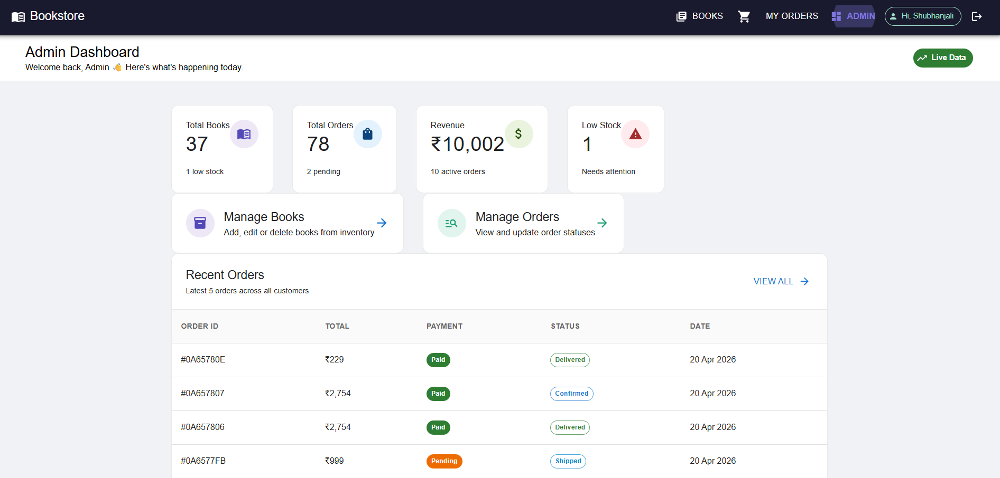 Bookstore
BOOKS
MY ORDERS
ADMIN
Hi, Shubhanjali
Admin Dashboard
Welcome back, Admin 👋 Here's what's happening today.
Live Data
Total Books
37
1 low stock
Total Orders
78
2 pending
Revenue
₹10,002
10 active orders
Low Stock
1
Needs attention
Manage Books
Add, edit or delete books from inventory
Manage Orders
View and update order statuses
Recent Orders
Latest 5 orders across all customers
VIEW ALL
ORDER ID TOTAL PAYMENT STATUS DATE
#0A65780E ₹229 Paid Delivered 20 Apr 2026
#0A657807 ₹2,754 Paid Confirmed 20 Apr 2026
#0A657806 ₹2,754 Paid Delivered 20 Apr 2026
#0A6577FB ₹999 Pending Shipped 20 Apr 2026